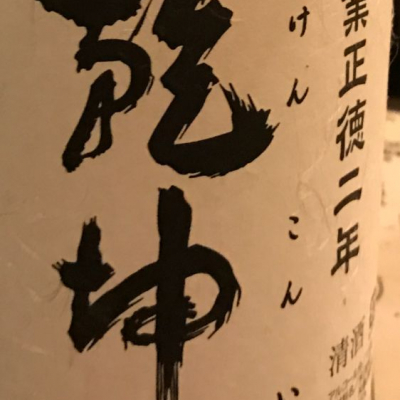 業正徳二年
けんこん
乾坤
清酒